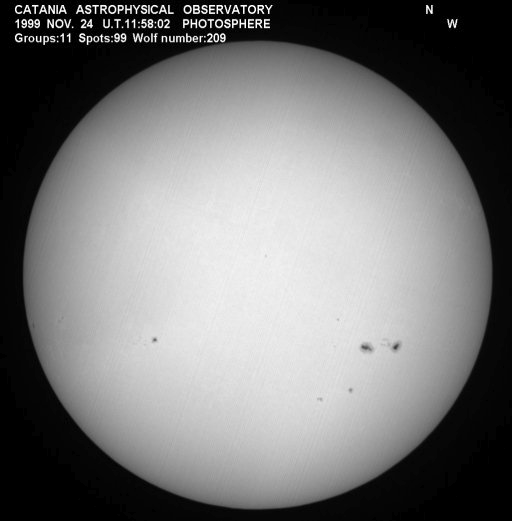 CATANIA ASTROPHYSICAL OBSERVATORY N
1999 NOV. 24 U.T.11:58:02 PHOTOSPHERE W
Groups:11 Spots:99 Wolf number:209